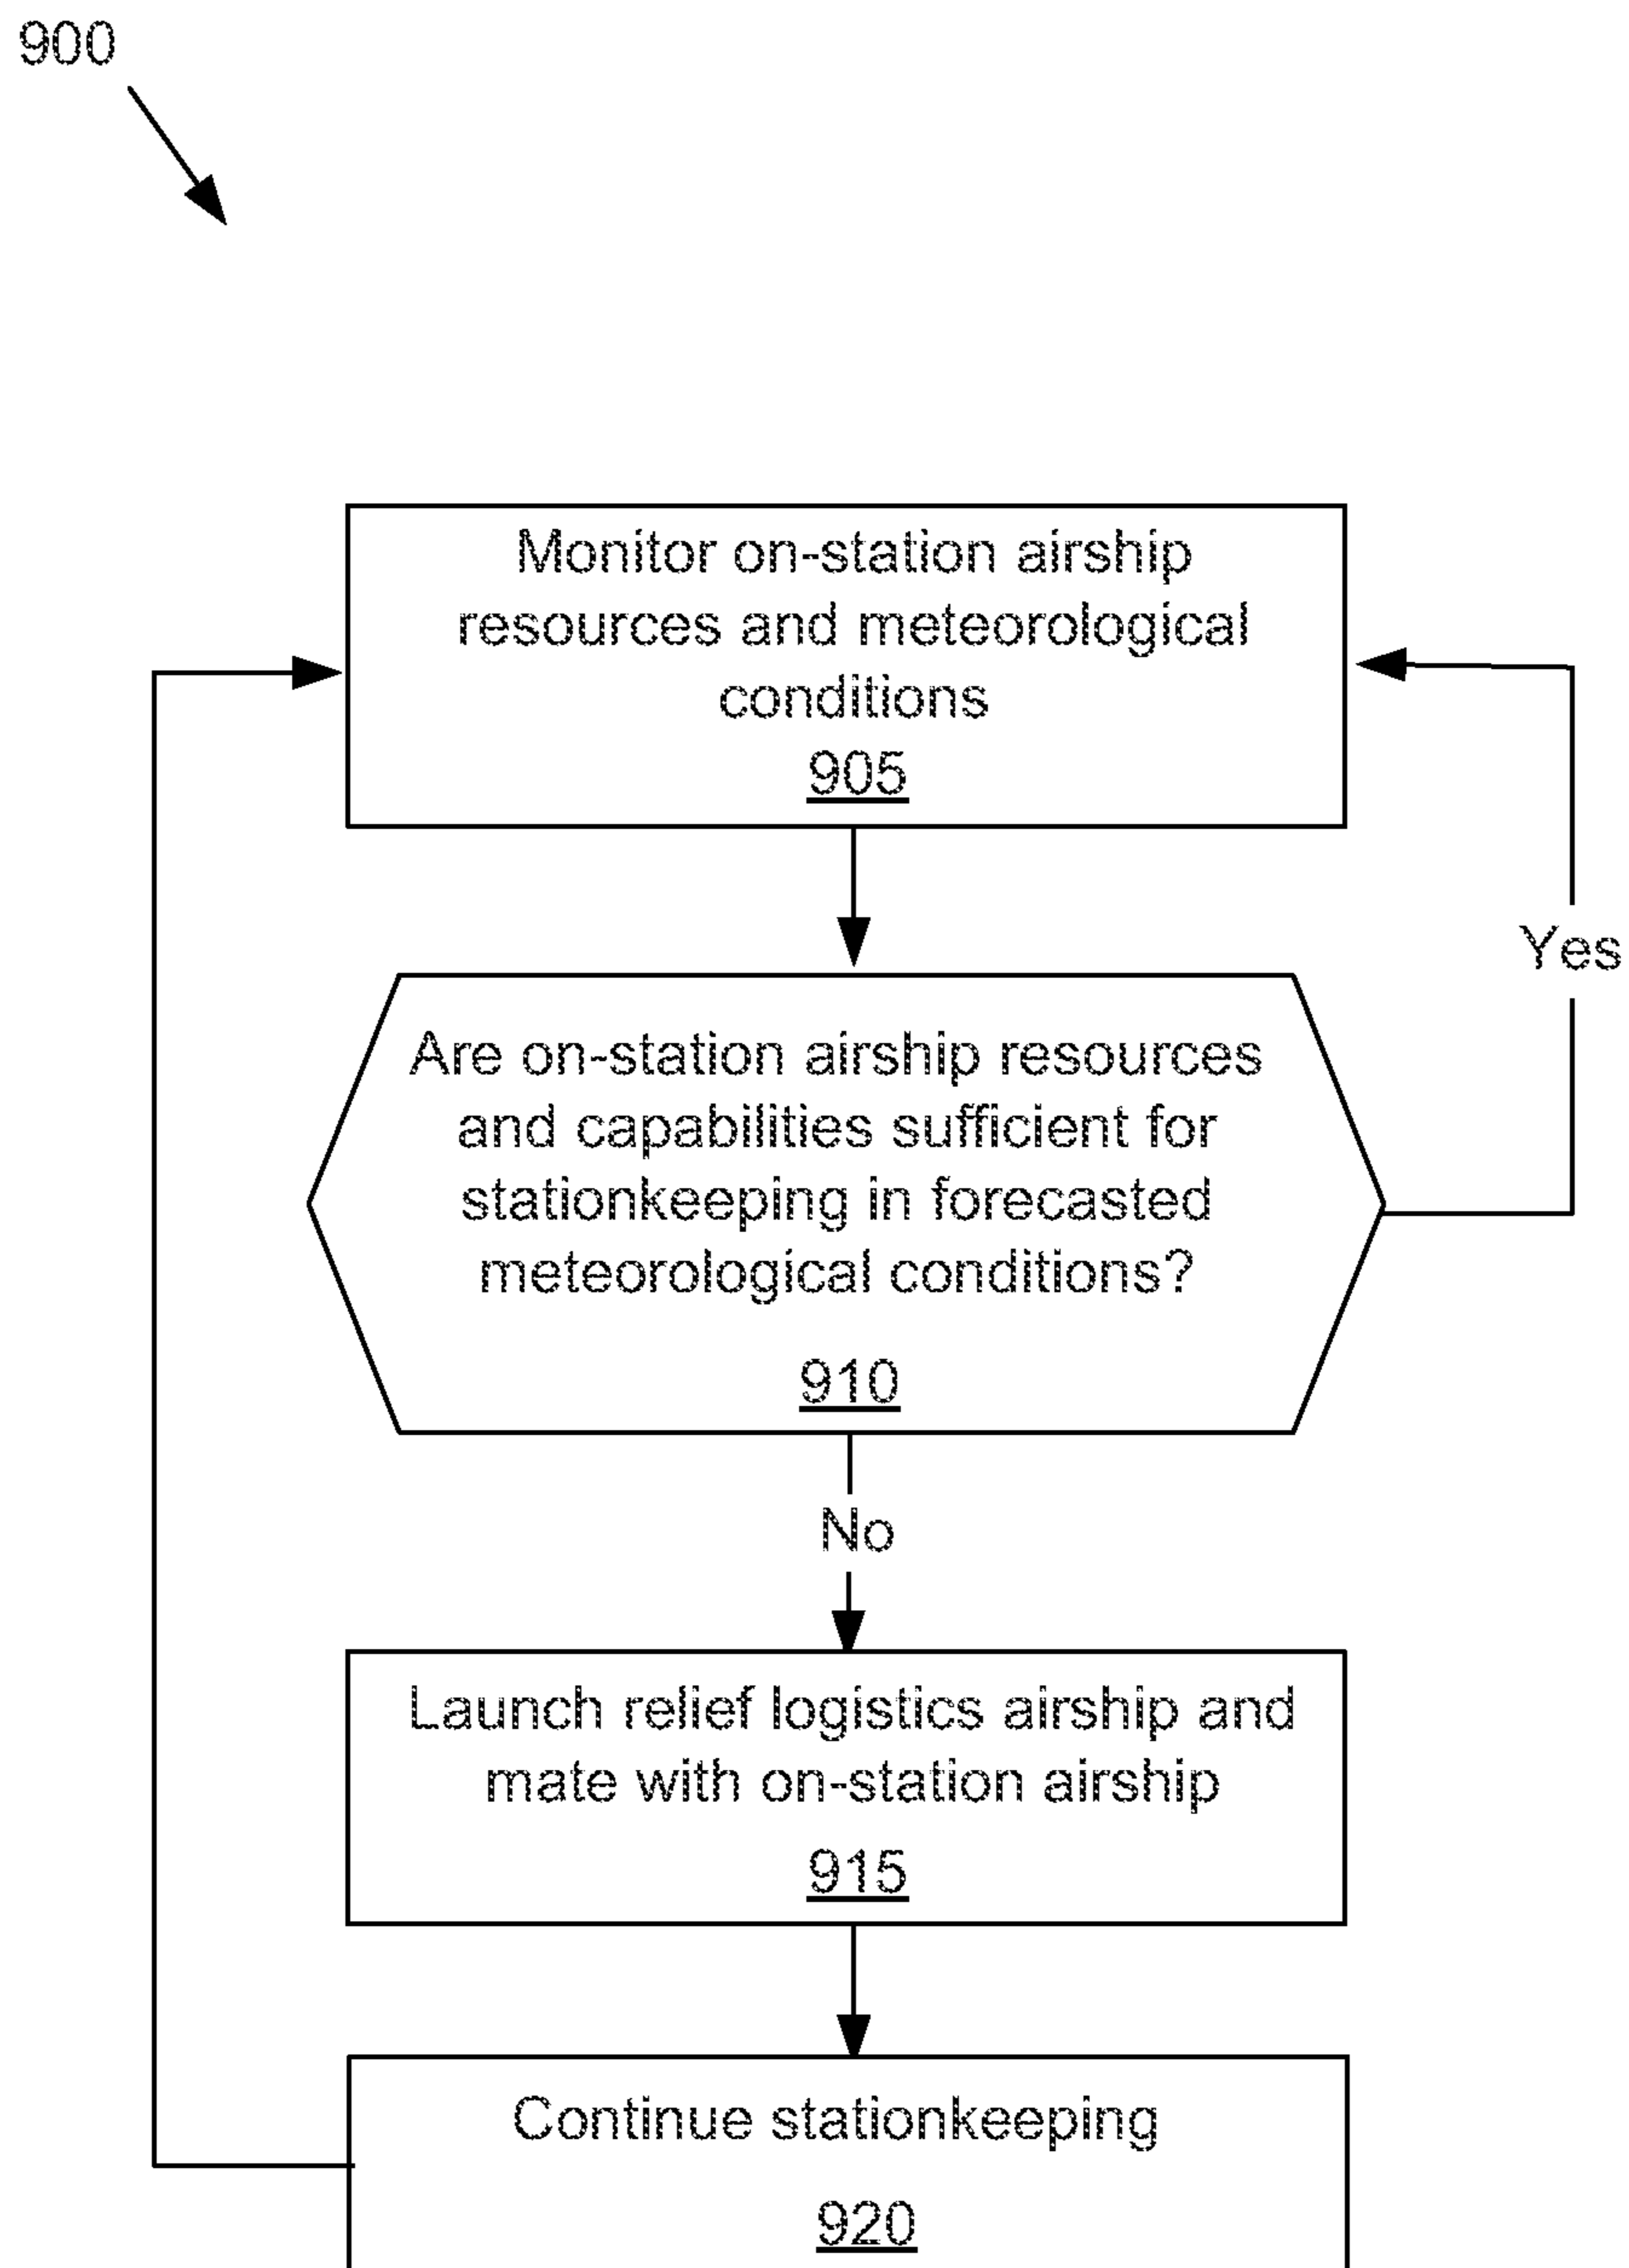 900
Monitor on-station airship
resources and meteorological
conditions
905
Yes
Are on-station airship resources
and capabilities sufficient for
stationkeeping in forecasted
meteorological conditions?
910
No
Launch relief logistics airship and
mate with on-station airship
915
Continue stationkeeping
920